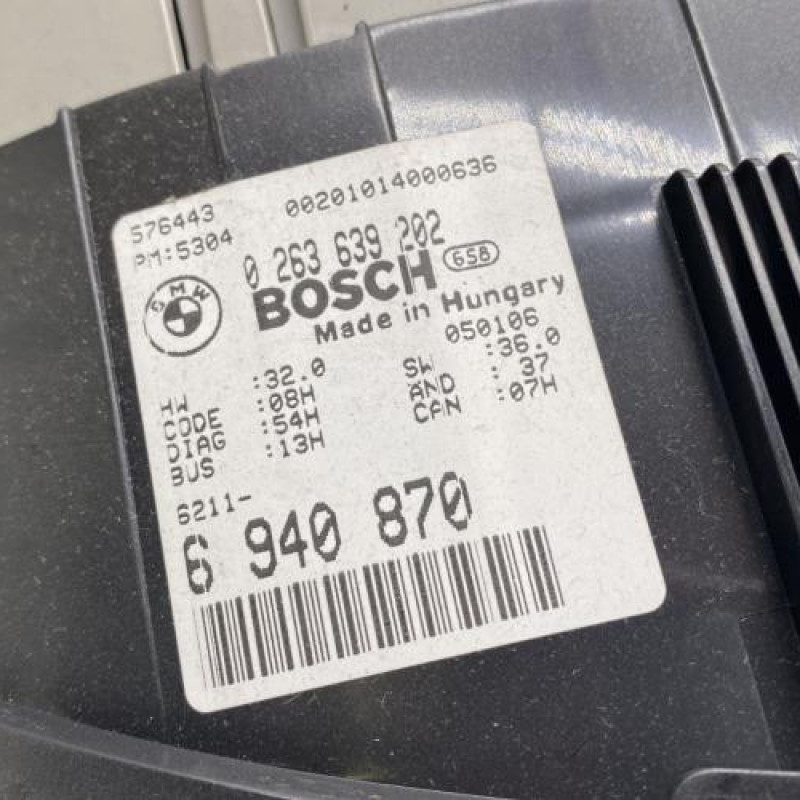 576443 00201014000636
PM:5304 0 263 639 202
BMW BOSCH 6S8
Made in Hungary
050106
HW :32.0 SW :36.0
CODE :08H AND : 37
DIAG :54H CAN :07H
BUS :13H
6211-
6 940 870